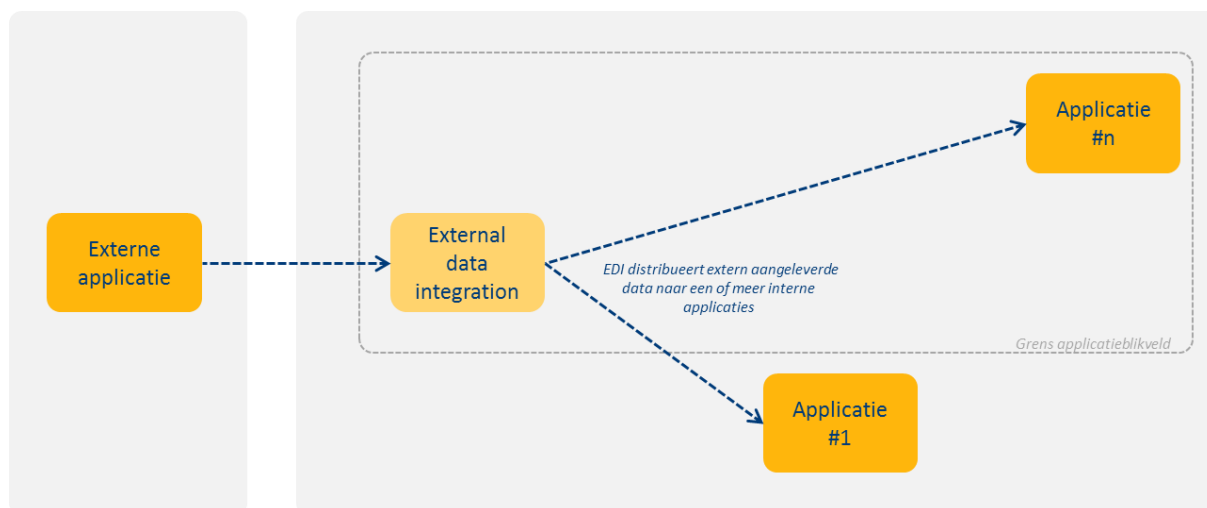 Applicatie
#n
Externe
applicatie
External
data
integration
EDI distribueert extern aangeleverde
data naar een of meer interne
applicaties
Grens applicatieblikveld
Applicatie
#1